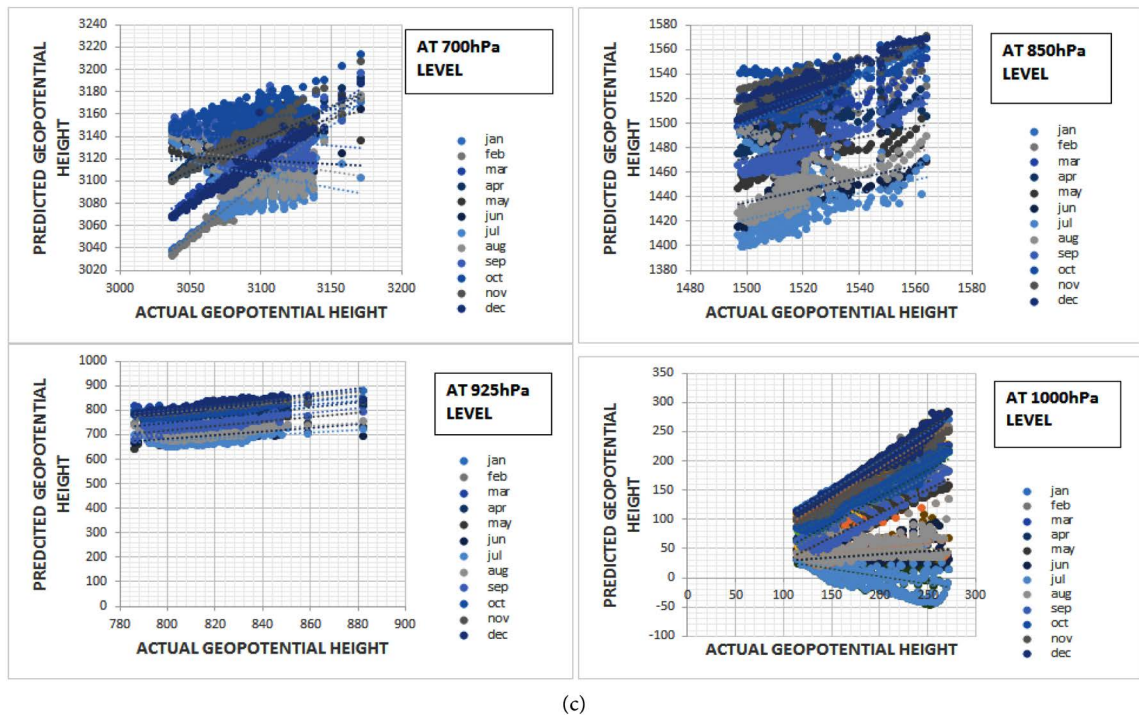 PREDICTED GEOPOTENTIAL
HEIGHT
3240
3220
3200
3180
3160
3140
3120
3100
3080
3060
3040
3020
3000
3050
3100
3150
3200
ACTUAL GEOPOTENTIAL HEIGHT
AT 700hPa
LEVEL
jan
feb
mar
apr
may
jun
jul
aug
sep
oct
nov
dec
PREDICTED GEOPOTENTIAL
HEIGHT
1580
1560
1540
1520
1500
1480
1460
1440
1420
1400
1380
1480
1500
1520
1540
1560
1580
ACTUAL GEOPOTENTIAL HEIGHT
AT 850hPa
LEVEL
jan
feb
mar
apr
may
jun
jul
aug
sep
oct
nov
dec
PREDCITED GEOPOTENTIAL
HEIGHT
1000
900
800
700
600
500
400
300
200
100
0
780
800
820
840
860
880
900
ACTUAL GEOPOTENTIAL HEIGHT
AT 925hPa
LEVEL
jan
feb
mar
apr
may
jun
jul
aug
sep
oct
nov
dec
PREDICTED GEOPOTENTIAL
HEIGHT
350
300
250
200
150
100
50
0
-50
-100
0
50
100
150
200
250
300
ACTUAL GEOPOTENTIAL HEIGHT
AT 1000hPa
LEVEL
jan
feb
mar
apr
may
jun
jul
aug
sep
oct
nov
dec
(c)